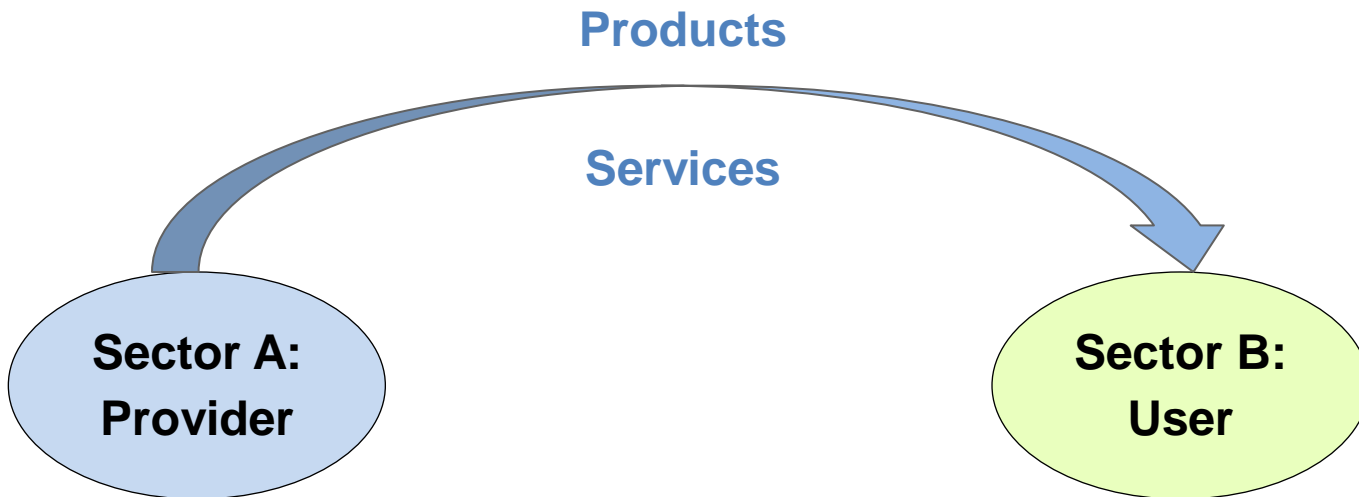 Products
Services
Sector A:
Provider
Sector B:
User